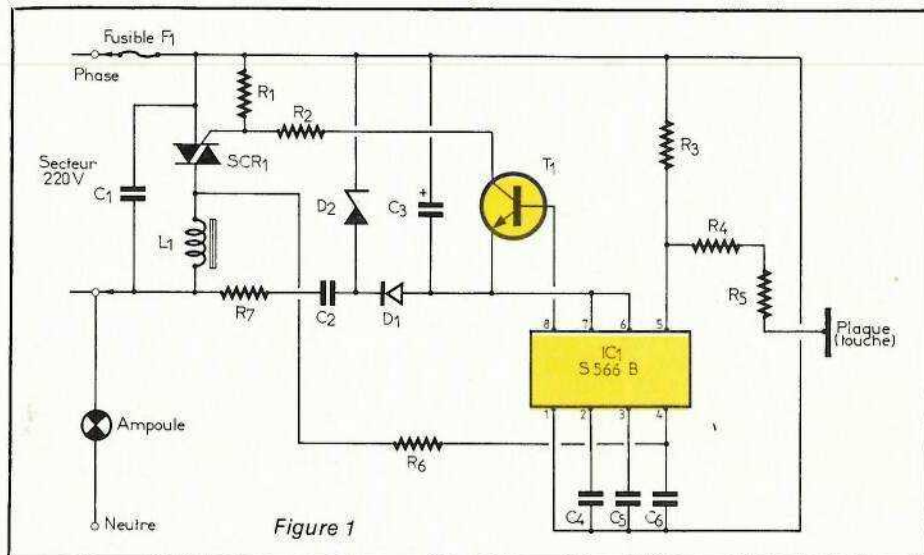 Fusible F1
Phase
R1
R2
T1
R3
SCR1
Secteur
220V
C1
D2
+
C3
R4
L1
R5
R7
C2
D1
8 7 6 5
Plaque
(touche)
IC1
S 566 B
1 2 3 4
Ampoule
R6
C4
C5
C6
Neutre
Figure 1